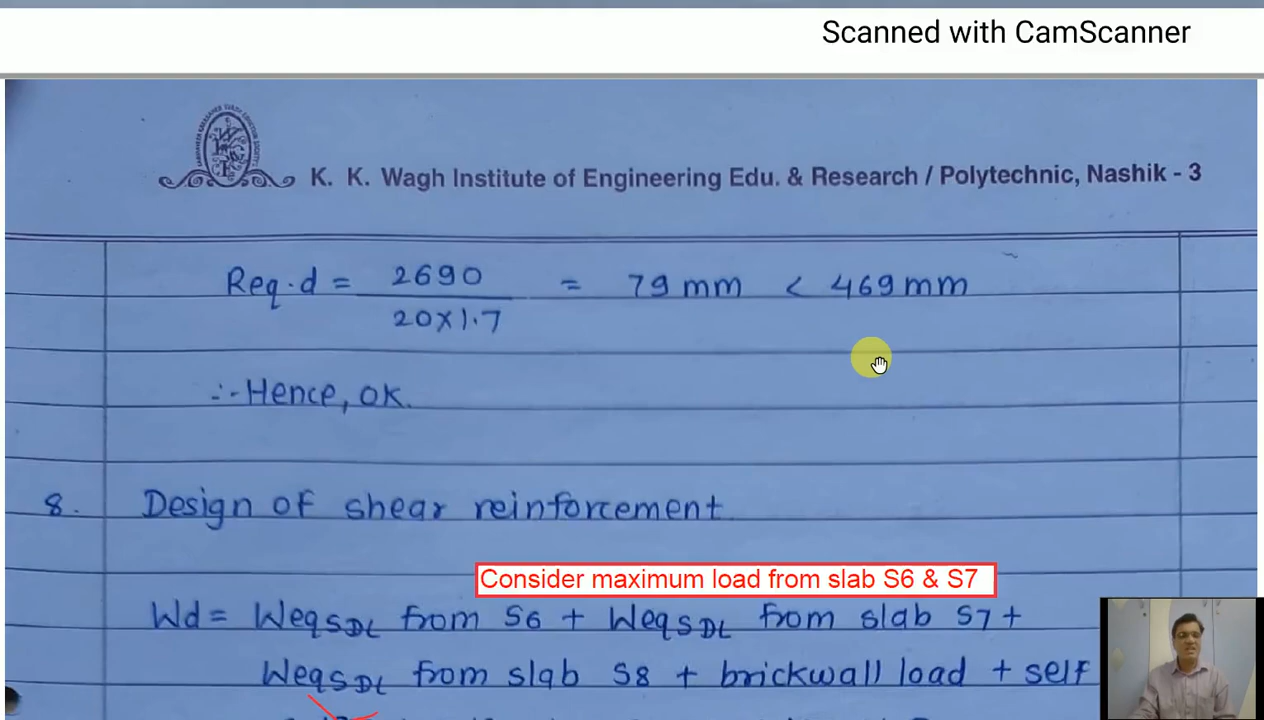 Scanned with CamScanner
K. K. Wagh Institute of Engineering Edu. & Research / Polytechnic, Nashik - 3
Req.d = 2690 / 20x1.7 = 79 mm < 469 mm
∴ Hence, OK.
8. Design of shear reinforcement
Consider maximum load from slab S6 & S7
Wd = WeqSDL from S6 + WeqSDL from slab S7 +
WeqSDL from slab S8 + brickwall load + self